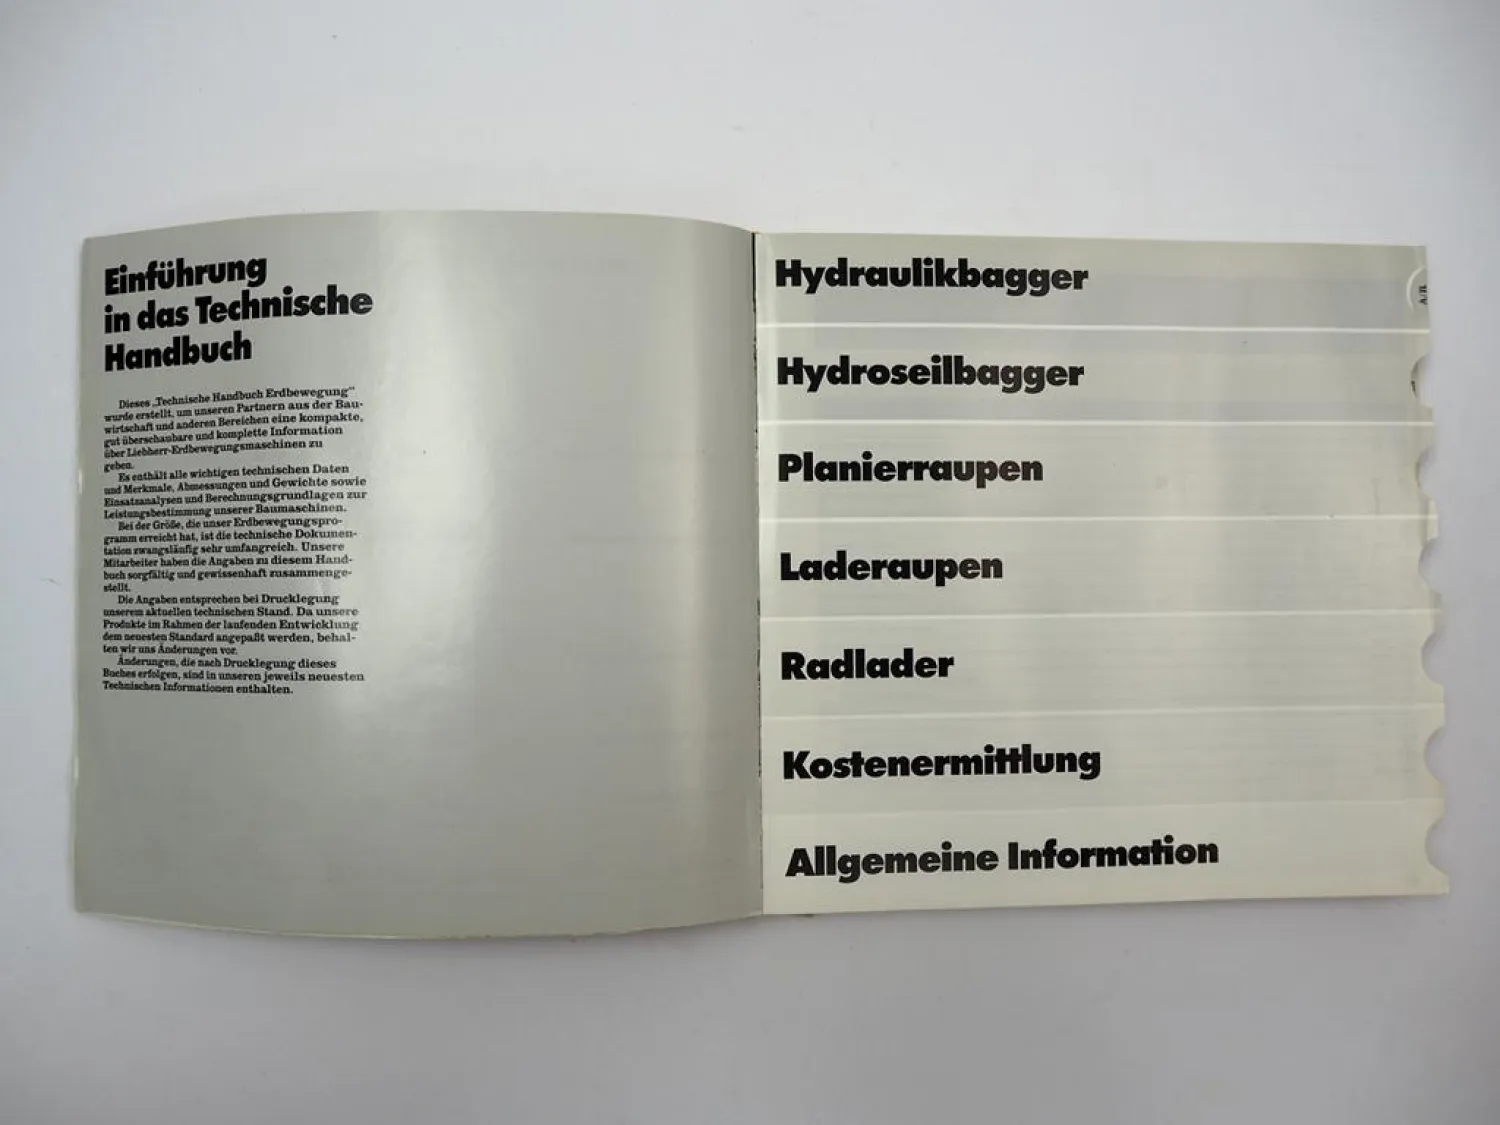 Einführung
in das Technische
Handbuch
Dieses „Technische Handbuch Erdbewegung"
wurde erstellt, um unseren Partnern aus der Bau-
wirtschaft und anderen Bereichen eine kompakte,
gut überschaubare und komplette Information
über Liebherr-Erdbewegungsmaschinen zu
geben.
Es enthält alle wichtigen technischen Daten
und Merkmale, Abmessungen und Gewichte sowie
Einsatzanalysen und Berechnungsgrundlagen zur
Leistungsbestimmung unserer Baumaschinen.
Bei der Größe, die unser Erdbewegungspro-
gramm erreicht hat, ist die technische Dokumen-
tation zwangsläufig sehr umfangreich. Unsere
Mitarbeiter haben die Angaben zu diesem Hand-
buch sorgfältig und gewissenhaft zusammenge-
stellt.
Die Angaben entsprechen bei Drucklegung
unserem aktuellen technischen Stand. Da unsere
Produkte im Rahmen der laufenden Entwicklung
dem neuesten Standard angepaßt werden, behal-
ten wir uns Änderungen vor.
Änderungen, die nach Drucklegung dieses
Buches erfolgen, sind in unseren jeweils neuesten
Technischen Informationen enthalten.
Hydraulikbagger
Hydroseilbagger
Planierraupen
Laderaupen
Radlader
Kostenermittlung
Allgemeine Information